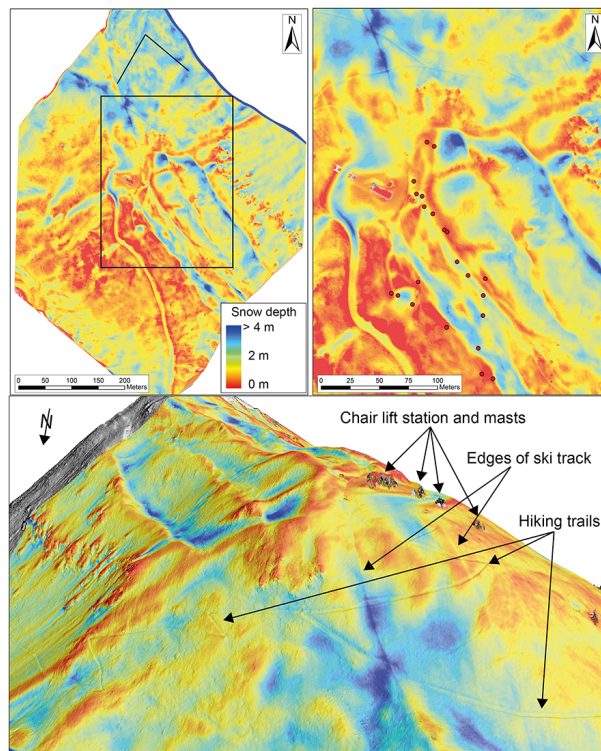 N
N
Snow depth
> 4 m
2 m
0 m
0 50 100 150 200
Meters
0 25 50 75 100
Meters
N
Chair lift station and masts
Edges of ski track
Hiking trails